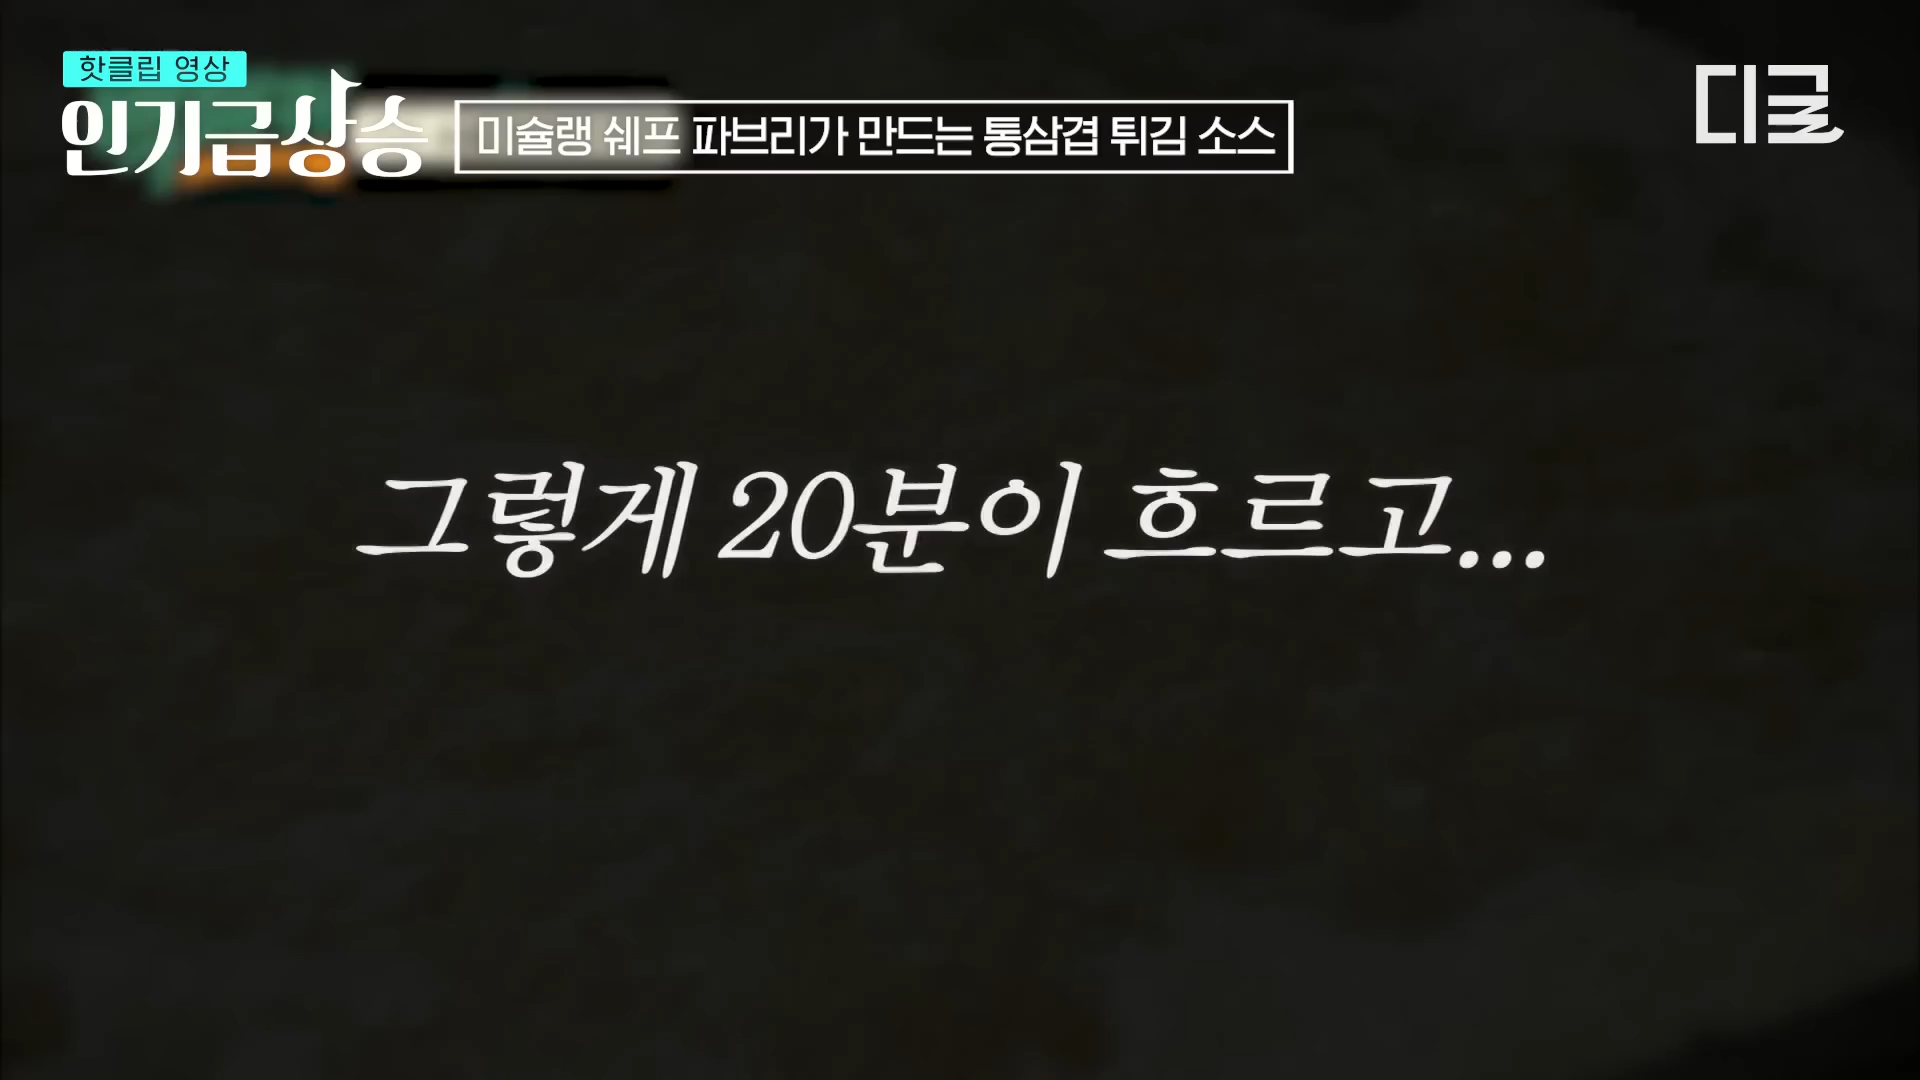 핫클립 영상
인기급상승
미슐랭 쉐프 파브리가 만드는 통삼겹 튀김 소스
디글
그렇게 20분이 흐르고...